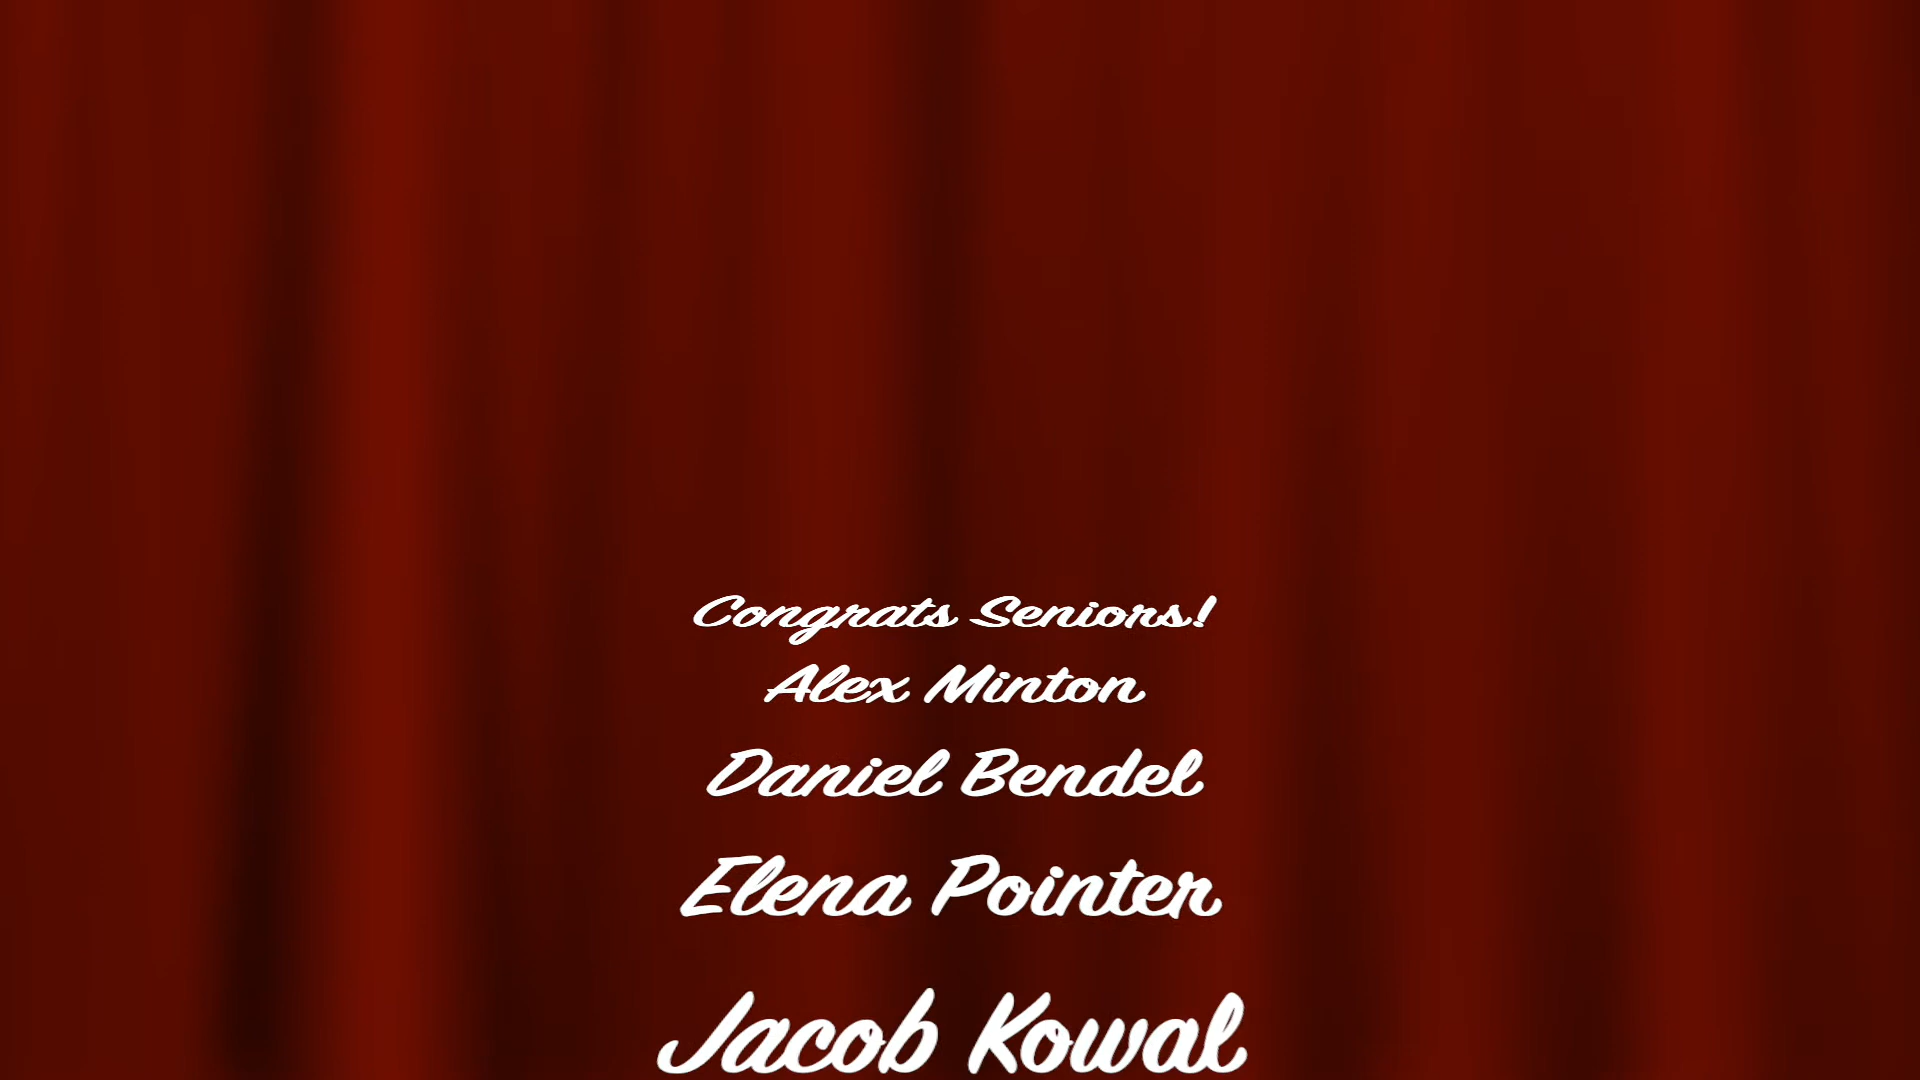 Congrats Seniors!
Alex Minton
Daniel Bendel
Elena Pointer
Jacob Kowal